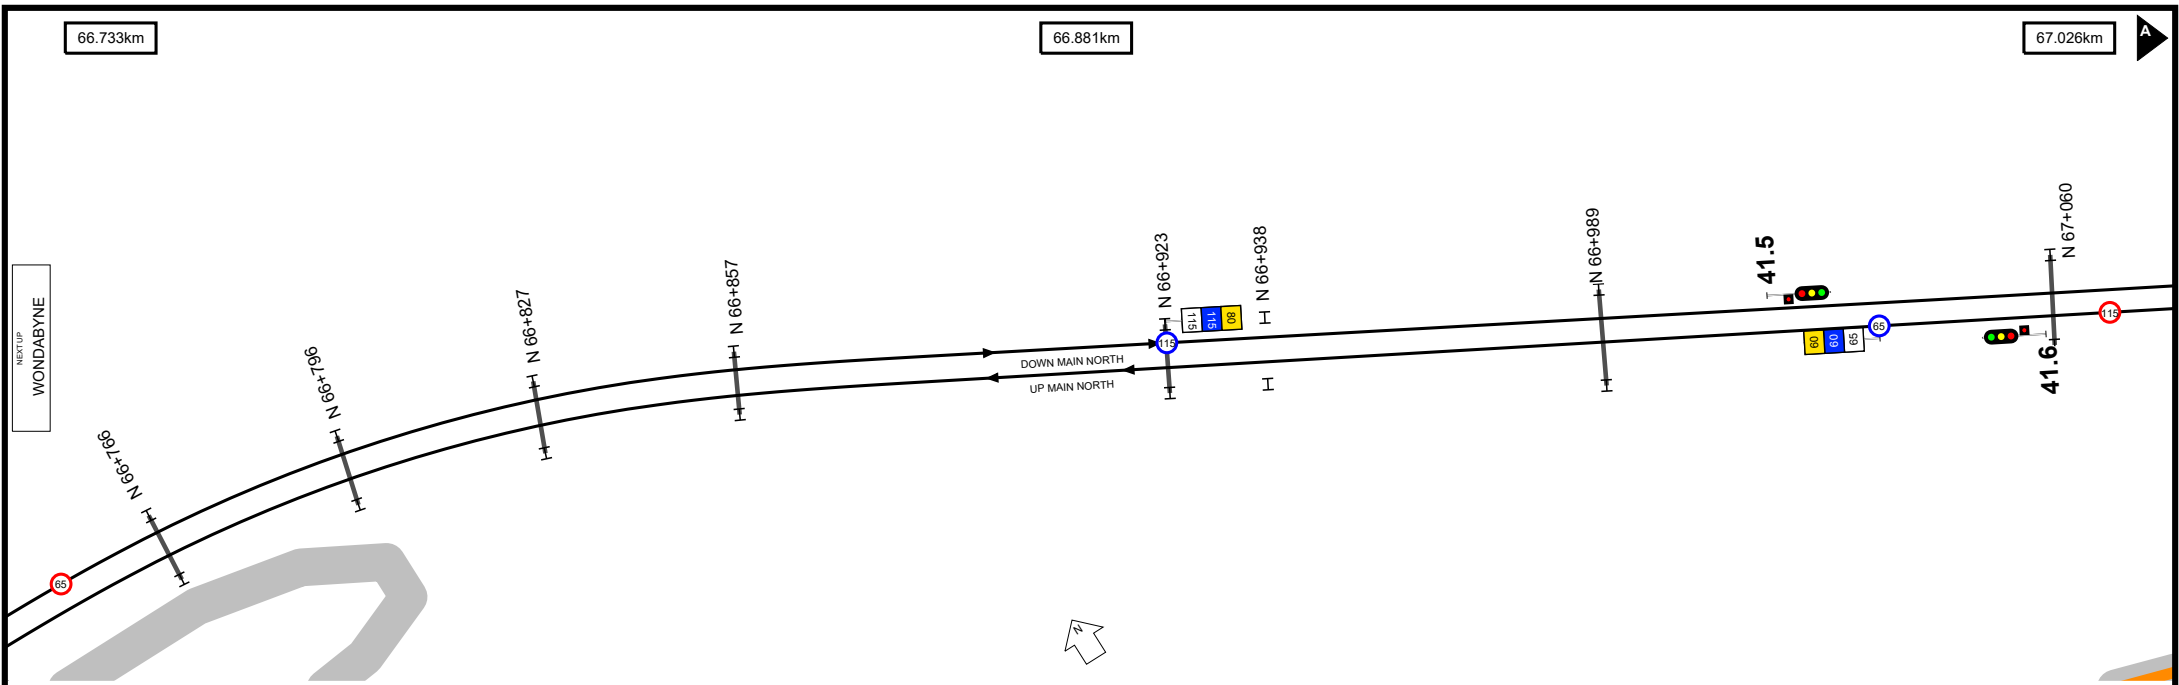 66.733km
66.881km
67.026km
A
NEXT UP
WONDABYNE
N 66+766
N 66+796
N 66+827
N 66+857
N 66+923
N 66+938
N 66+989
N 67+060
41.5
41.6
115
115
80
115
DOWN MAIN NORTH
UP MAIN NORTH
60
60
65
65
115
65
N